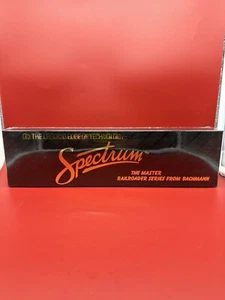 Spectrum
THE MASTER
RAILROADER SERIES FROM BACHMANN